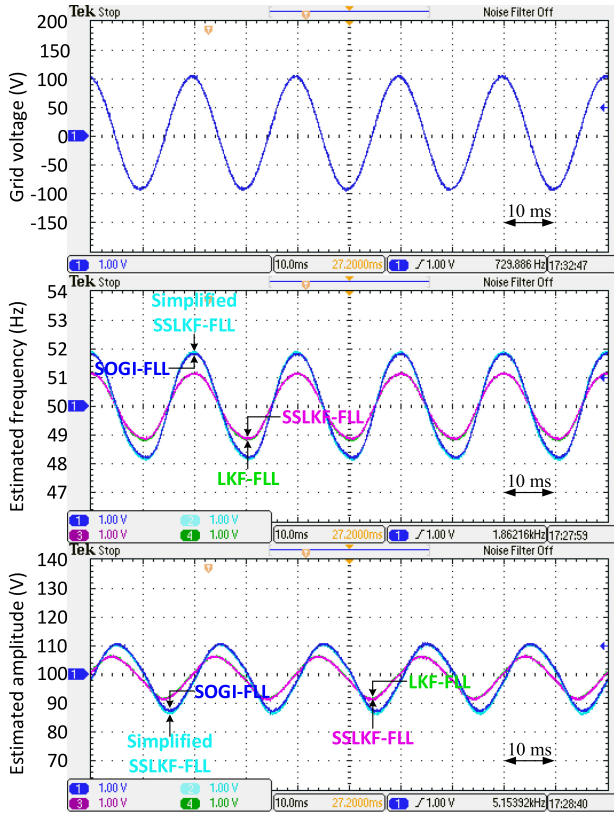 Tek Stop Noise Filter Off
T
Grid voltage (V)
200
150
100
50
0
-50
-100
-150
1
10 ms
1 1.00 V 10.0ms 27.2000ms 1 1.00 V 729.886 Hz 17:32:47
Tek Stop Noise Filter Off
T
Estimated frequency (Hz)
54
53
52
51
50
49
48
47
1
Simplified
SSLKF-FLL
SOGI-FLL
SSLKF-FLL
LKF-FLL
10 ms
1 1.00 V 2 1.00 V
3 1.00 V 4 1.00 V 10.0ms 27.2000ms 1 1.00 V 1.86216kHz 17:27:59
Tek Stop Noise Filter Off
T
Estimated amplitude (V)
140
130
120
110
100
90
80
70
1
SOGI-FLL
LKF-FLL
Simplified
SSLKF-FLL
SSLKF-FLL
10 ms
1 1.00 V 2 1.00 V
3 1.00 V 4 1.00 V 10.0ms 27.2000ms 1 1.00 V 5.15392kHz 17:28:40